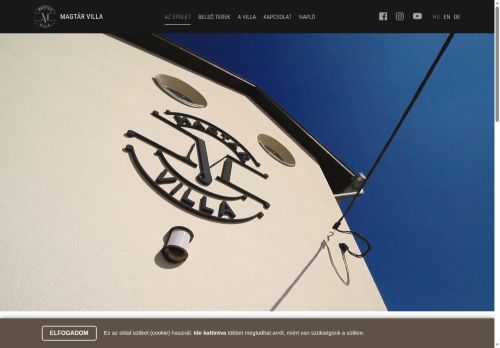 MAGTÁR VILLA
MAGTÁR VILLA
AZ ÉPÜLET BELSŐ TEREK A VILLA KAPCSOLAT NAPLÓ
HU EN DE
MAGTÁR
VILLA
ELFOGADOM
Ez az oldal sütiket (cookie) használ. Ide kattintva többet megtudhat arról, miért van szükségünk a sütikre.